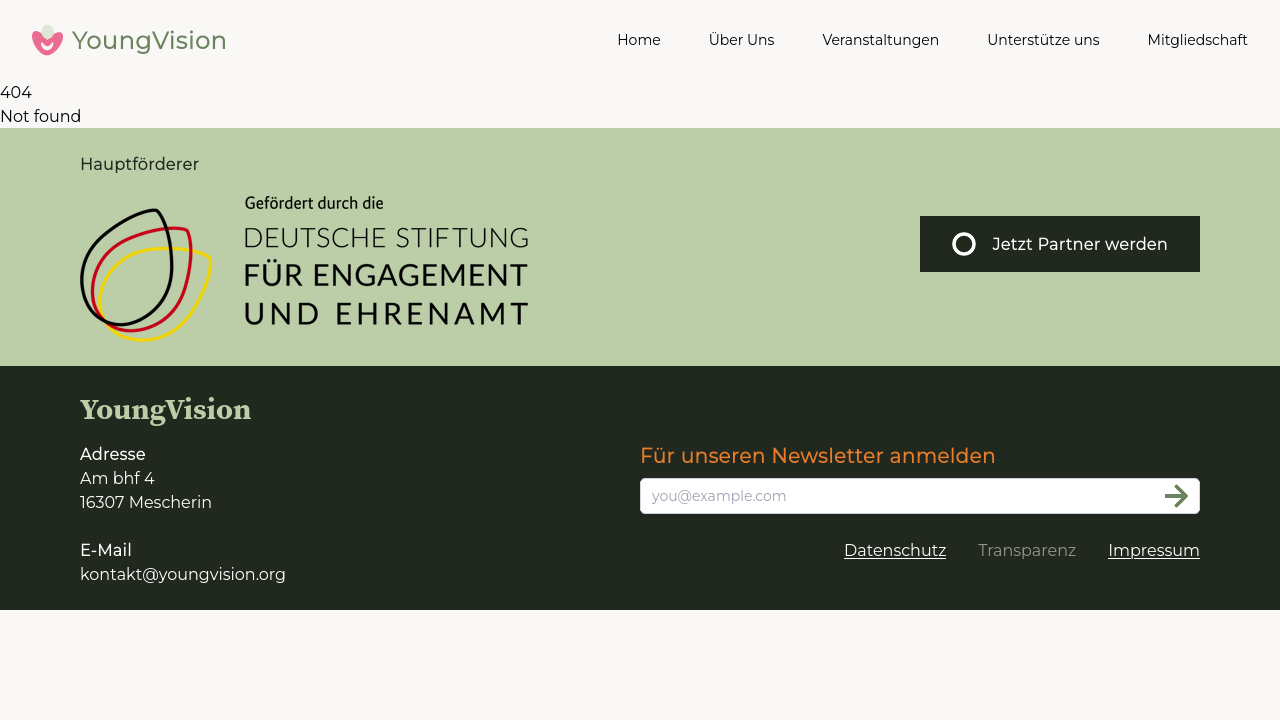 YoungVision
Home
Über Uns
Veranstaltungen
Unterstütze uns
Mitgliedschaft
404
Not found
Hauptförderer
Gefördert durch die
DEUTSCHE STIFTUNG
FÜR ENGAGEMENT
UND EHRENAMT
Jetzt Partner werden
YoungVision
Adresse
Am bhf 4
16307 Mescherin
E-Mail
kontakt@youngvision.org
Für unseren Newsletter anmelden
you@example.com
Datenschutz
Transparenz
Impressum